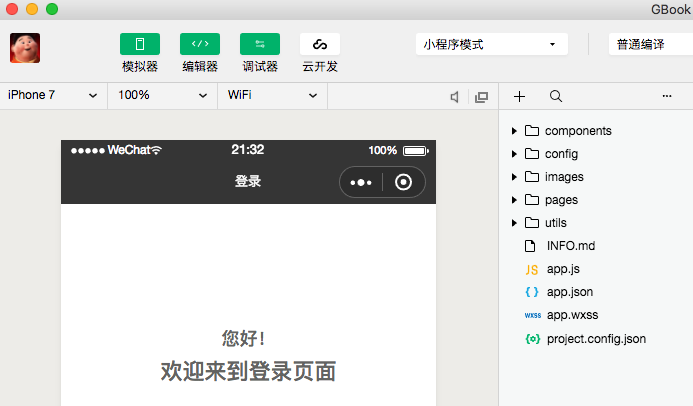 GBook
模拟器
编辑器
调试器
云开发
小程序模式
普通编译
iPhone 7
100%
WiFi
WeChat
21:32
100%
登录
您好!
欢迎来到登录页面
components
config
images
pages
utils
INFO.md
JS app.js
{ } app.json
wxss app.wxss
project.config.json